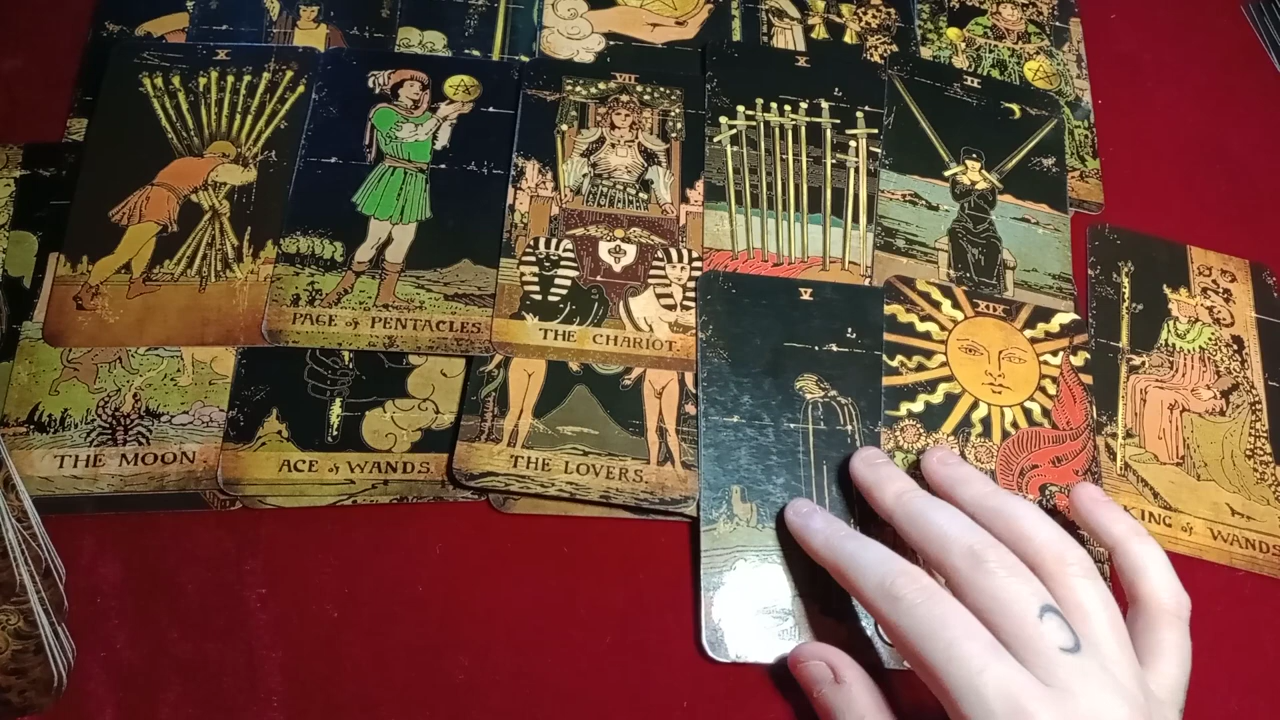 X
PAGE of PENTACLES.
VII
THE CHARIOT.
X
II
THE MOON
ACE of WANDS.
THE LOVERS.
V
XIX
KING of WANDS